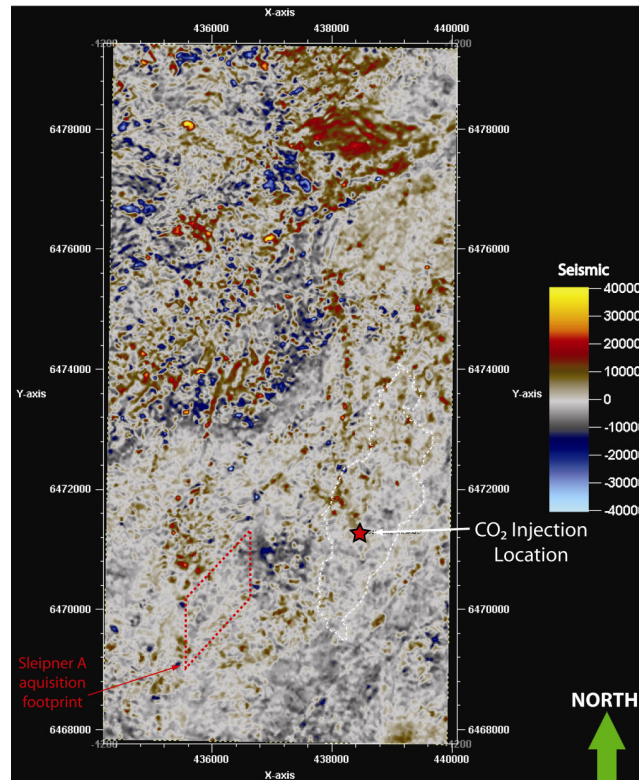 X-axis
436000 438000 440000
-1200 -1200
6478000 6478000
6476000 6476000
6474000 6474000
Y-axis Y-axis
6472000 6472000
6470000 6470000
6468000 6468000
-1200 -1200
436000 438000 440000
X-axis
Seismic
40000
30000
20000
10000
0
-10000
-20000
-30000
-40000
CO₂ Injection
Location
Sleipner A
aquisition
footprint
NORTH